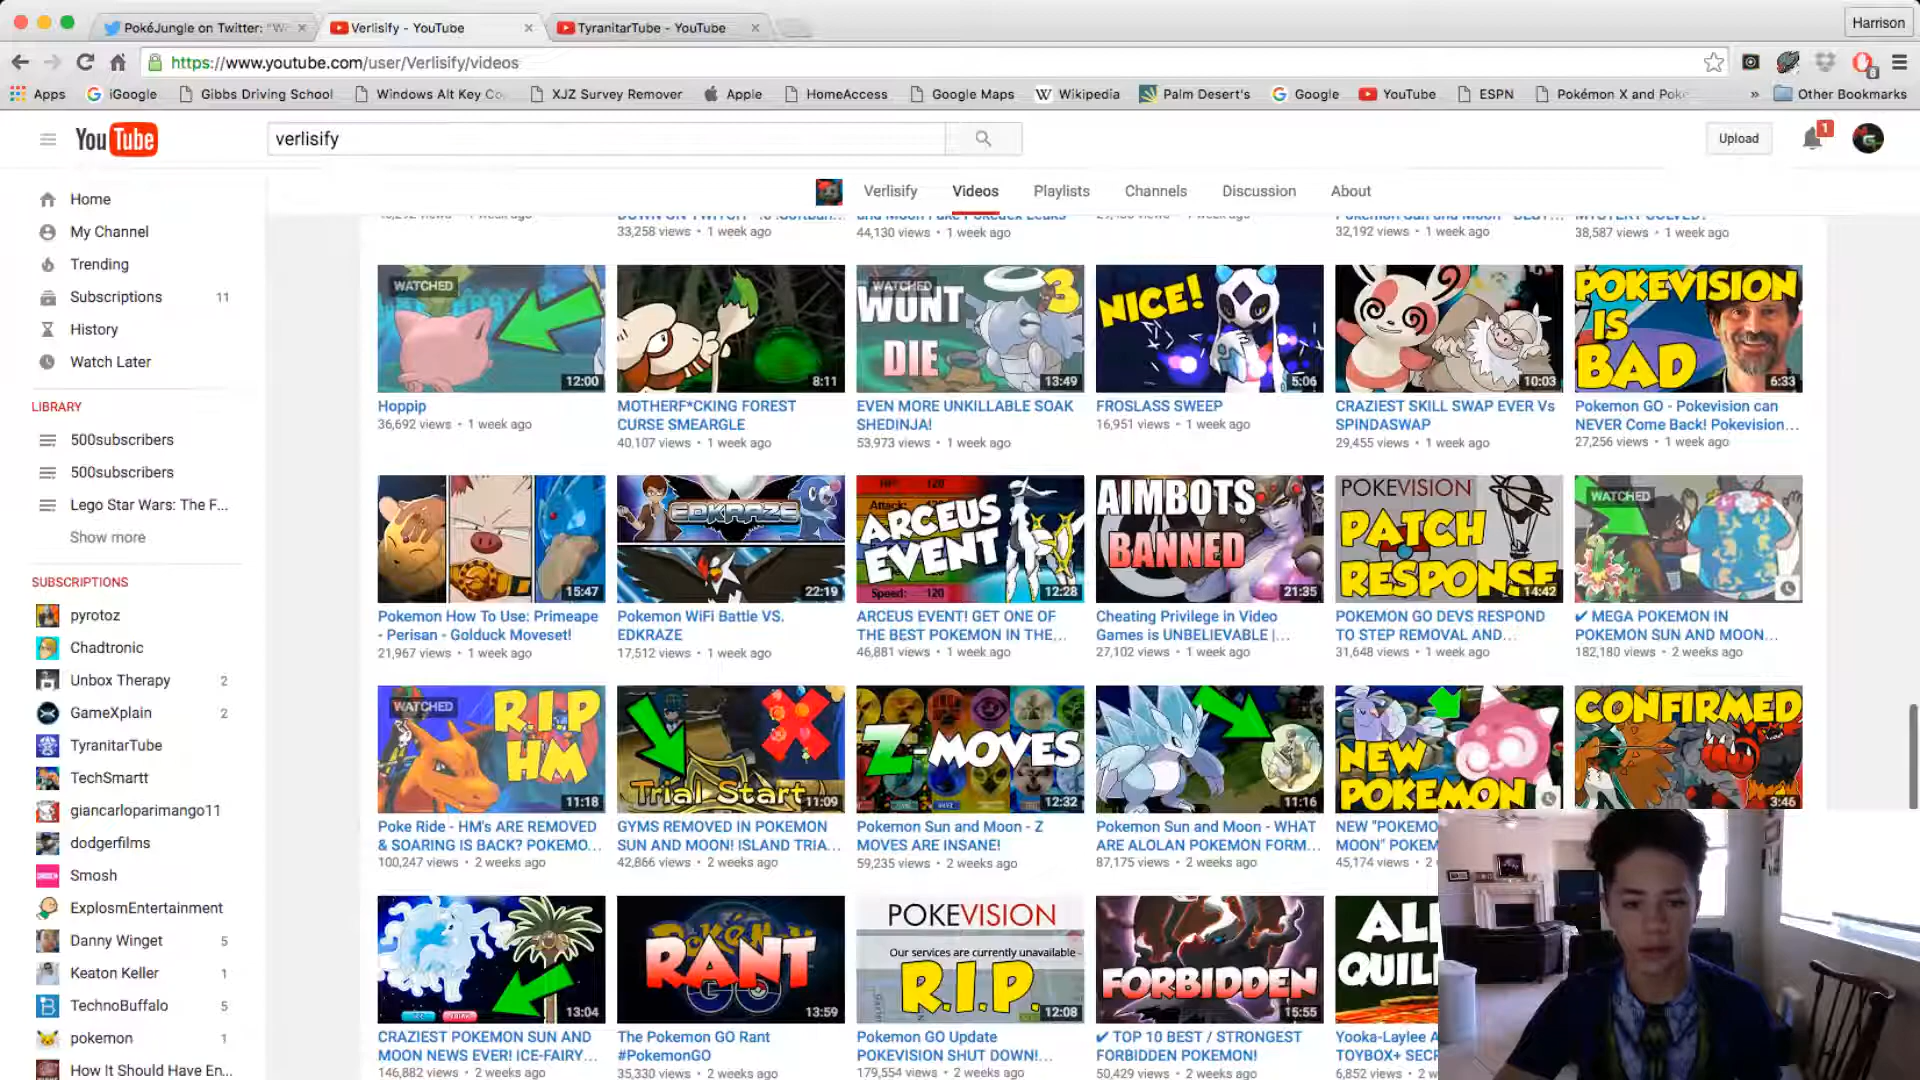 PokéJungle on Twitter: "W
Verlisify - YouTube
TyranitarTube - YouTube
Harrison
https://www.youtube.com/user/Verlisify/videos
Apps
iGoogle
Gibbs Driving School
Windows Alt Key Co
XJZ Survey Remover
Apple
HomeAccess
Google Maps
Wikipedia
Palm Desert's
Google
YouTube
ESPN
Pokémon X and Poké
»
Other Bookmarks
YouTube
verlisify
Upload
1
Verlisify
Videos
Playlists
Channels
Discussion
About
Home
My Channel
Trending
Subscriptions 11
History
Watch Later
LIBRARY
500subscribers
500subscribers
Lego Star Wars: The F...
Show more
SUBSCRIPTIONS
pyrotoz
Chadtronic
Unbox Therapy 2
GameXplain 2
TyranitarTube
TechSmartt
giancarloparimango11
dodgerfilms
Smosh
ExplosmEntertainment
Danny Winget 5
Keaton Keller 1
TechnoBuffalo 5
pokemon 1
How It Should Have En...
33,258 views • 1 week ago
44,130 views • 1 week ago
32,192 views • 1 week ago
38,587 views • 1 week ago
WATCHED
12:00
Hoppip
36,692 views • 1 week ago
8:11
MOTHERF*CKING FOREST
CURSE SMEARGLE
40,107 views • 1 week ago
WATCHED
WONT
DIE
3
13:49
EVEN MORE UNKILLABLE SOAK
SHEDINJA!
53,973 views • 1 week ago
NICE!
5:06
FROSLASS SWEEP
16,951 views • 1 week ago
10:03
CRAZIEST SKILL SWAP EVER Vs
SPINDASWAP
29,455 views • 1 week ago
POKEVISION
IS
BAD
6:33
Pokemon GO - Pokevision can
NEVER Come Back! Pokevision...
27,256 views • 1 week ago
15:47
Pokemon How To Use: Primeape
- Perisan - Golduck Moveset!
21,967 views • 1 week ago
EDKRAZE
22:19
Pokemon WiFi Battle VS.
EDKRAZE
17,512 views • 1 week ago
Attack:
ARCEUS
EVENT
Speed: 120
12:28
ARCEUS EVENT! GET ONE OF
THE BEST POKEMON IN THE...
46,881 views • 1 week ago
AIMBOTS
BANNED
21:35
Cheating Privilege in Video
Games is UNBELIEVABLE |...
27,102 views • 1 week ago
POKEVISION
PATCH
RESPONSE
14:42
POKEMON GO DEVS RESPOND
TO STEP REMOVAL AND...
31,648 views • 1 week ago
WATCHED
✔ MEGA POKEMON IN
POKEMON SUN AND MOON...
182,180 views • 2 weeks ago
WATCHED
R.I.P
HM
11:18
Poke Ride - HM's ARE REMOVED
& SOARING IS BACK? POKEMO...
100,247 views • 2 weeks ago
Trial Start
11:09
GYMS REMOVED IN POKEMON
SUN AND MOON! ISLAND TRIA...
42,866 views • 2 weeks ago
Z-MOVES
12:32
Pokemon Sun and Moon - Z
MOVES ARE INSANE!
59,235 views • 2 weeks ago
11:16
Pokemon Sun and Moon - WHAT
ARE ALOLAN POKEMON FORM...
87,175 views • 2 weeks ago
NEW
POKEMON
NEW "POKEMO
MOON" POKEM
45,174 views • 2
CONFIRMED
3:46
13:04
CRAZIEST POKEMON SUN AND
MOON NEWS EVER! ICE-FAIRY...
146,882 views • 2 weeks ago
Pokémon
RANT
GO
13:59
The Pokemon GO Rant
#PokemonGO
35,330 views • 2 weeks ago
POKEVISION
Our services are currently unavailable
R.I.P.
12:08
Pokemon GO Update
POKEVISION SHUT DOWN!...
179,554 views • 2 weeks ago
FORBIDDEN
15:55
✔ TOP 10 BEST / STRONGEST
FORBIDDEN POKEMON!
50,429 views • 2 weeks ago
ALL
QUIL
Yooka-Laylee A
TOYBOX+ SECR
6,852 views • 2